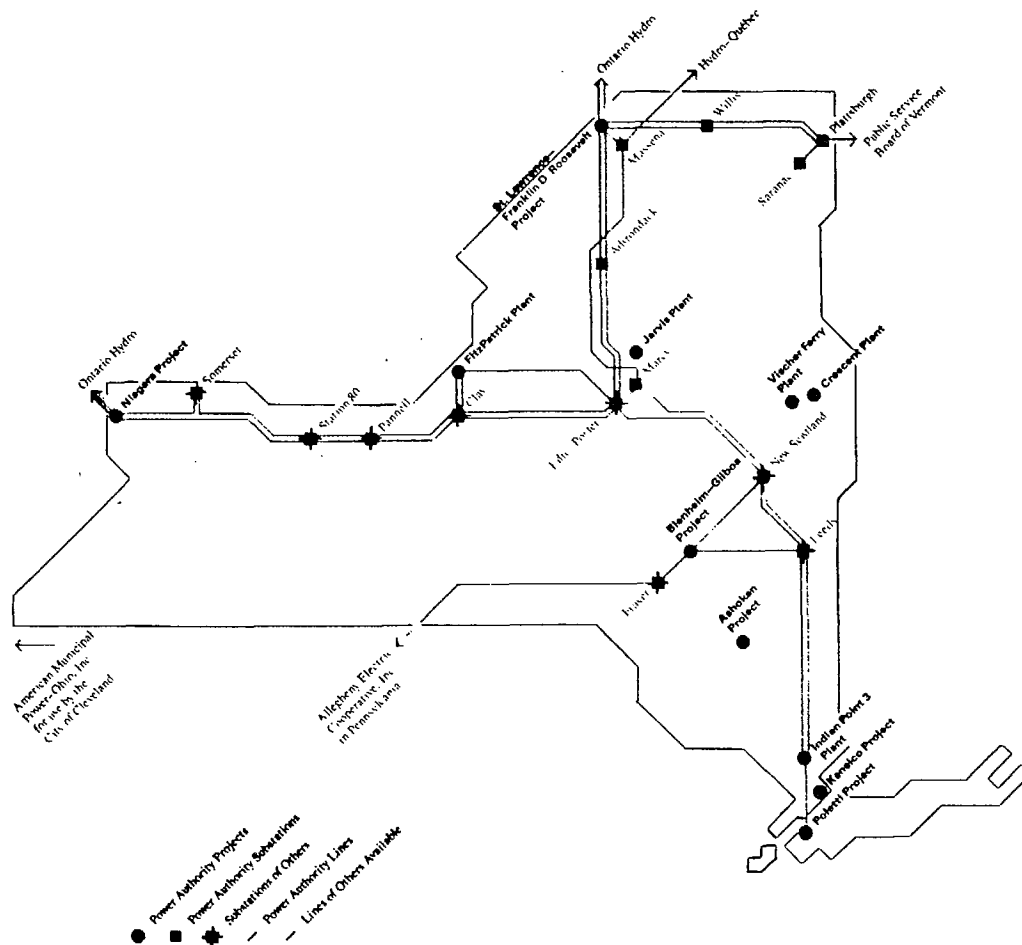 Ontario Hydro
Hydro-Québec
Willis
Plattsburgh
Public Service
Board of Vermont
Massena
Saranac
St. Lawrence–
Franklin D. Roosevelt
Project
Adirondack
FitzPatrick Plant
Jarvis Plant
Marcy
Vischer Ferry
Plant
Crescent Plant
Ontario Hydro
Niagara Project
Somerset
Station 80
Pannell
Clay
Edic Porter
New Scotland
Blenheim–Gilboa
Project
Leeds
Fraser
Ashokan
Project
American Municipal
Power-Ohio, Inc
for use by the
City of Cleveland
Allegheny Electric
Cooperative, Inc
in Pennsylvania
Indian Point 3
Plant
Kensico Project
Poletti Project
Power Authority Projects
Power Authority Substations
Substations of Others
Power Authority Lines
Lines of Others Available